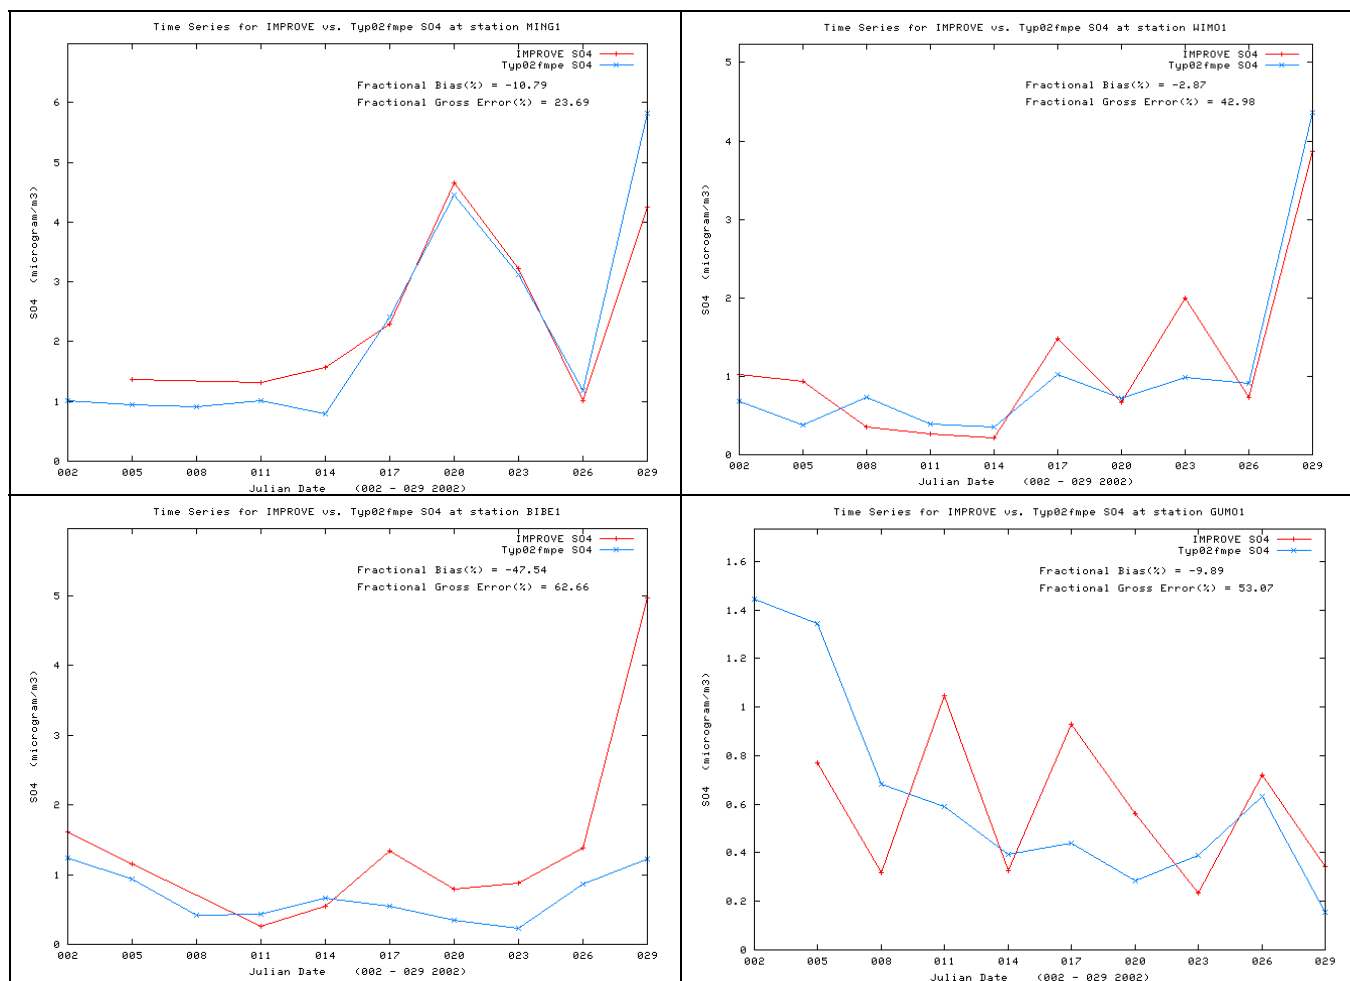 Time Series for IMPROVE vs. Typ02fmpe SO4 at station MING1
IMPROVE SO4
Typ02fmpe SO4
Fractional Bias(%) = -10.79
Fractional Gross Error(%) = 23.69
6
5
4
3
2
1
0
SO4 (microgram/m3)
002 005 008 011 014 017 020 023 026 029
Julian Date (002 - 029 2002)
Time Series for IMPROVE vs. Typ02fmpe SO4 at station WIMO1
IMPROVE SO4
Typ02fmpe SO4
Fractional Bias(%) = -2.87
Fractional Gross Error(%) = 42.98
5
4
3
2
1
0
SO4 (microgram/m3)
002 005 008 011 014 017 020 023 026 029
Julian Date (002 - 029 2002)
Time Series for IMPROVE vs. Typ02fmpe SO4 at station BIBE1
IMPROVE SO4
Typ02fmpe SO4
Fractional Bias(%) = -47.54
Fractional Gross Error(%) = 62.66
5
4
3
2
1
0
SO4 (microgram/m3)
002 005 008 011 014 017 020 023 026 029
Julian Date (002 - 029 2002)
Time Series for IMPROVE vs. Typ02fmpe SO4 at station GUMO1
IMPROVE SO4
Typ02fmpe SO4
Fractional Bias(%) = -9.89
Fractional Gross Error(%) = 53.07
1.6
1.4
1.2
1
0.8
0.6
0.4
0.2
0
SO4 (microgram/m3)
002 005 008 011 014 017 020 023 026 029
Julian Date (002 - 029 2002)